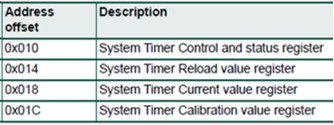 Address offset Description
0x010 System Timer Control and status register
0x014 System Timer Reload value register
0x018 System Timer Current value register
0x01C System Timer Calibration value register